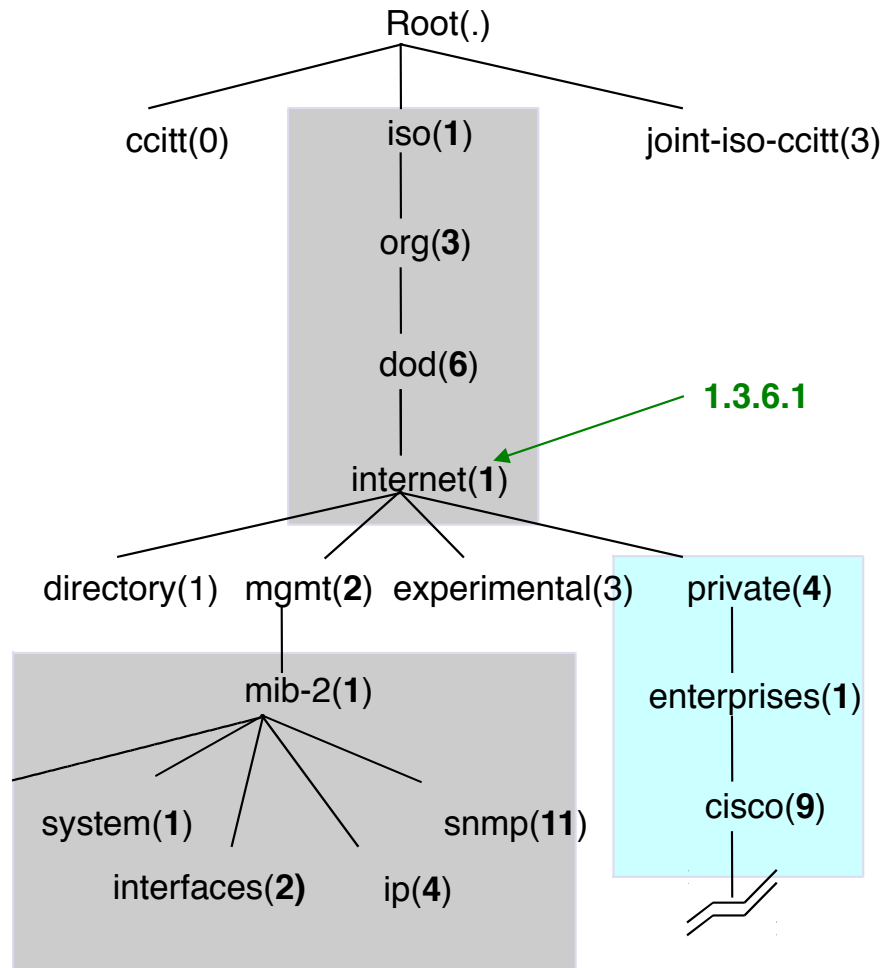 Root(.)
ccitt(0) iso(1) joint-iso-ccitt(3)
org(3)
dod(6)
1.3.6.1
internet(1)
directory(1) mgmt(2) experimental(3) private(4)
mib-2(1) enterprises(1)
system(1) snmp(11) cisco(9)
interfaces(2) ip(4)